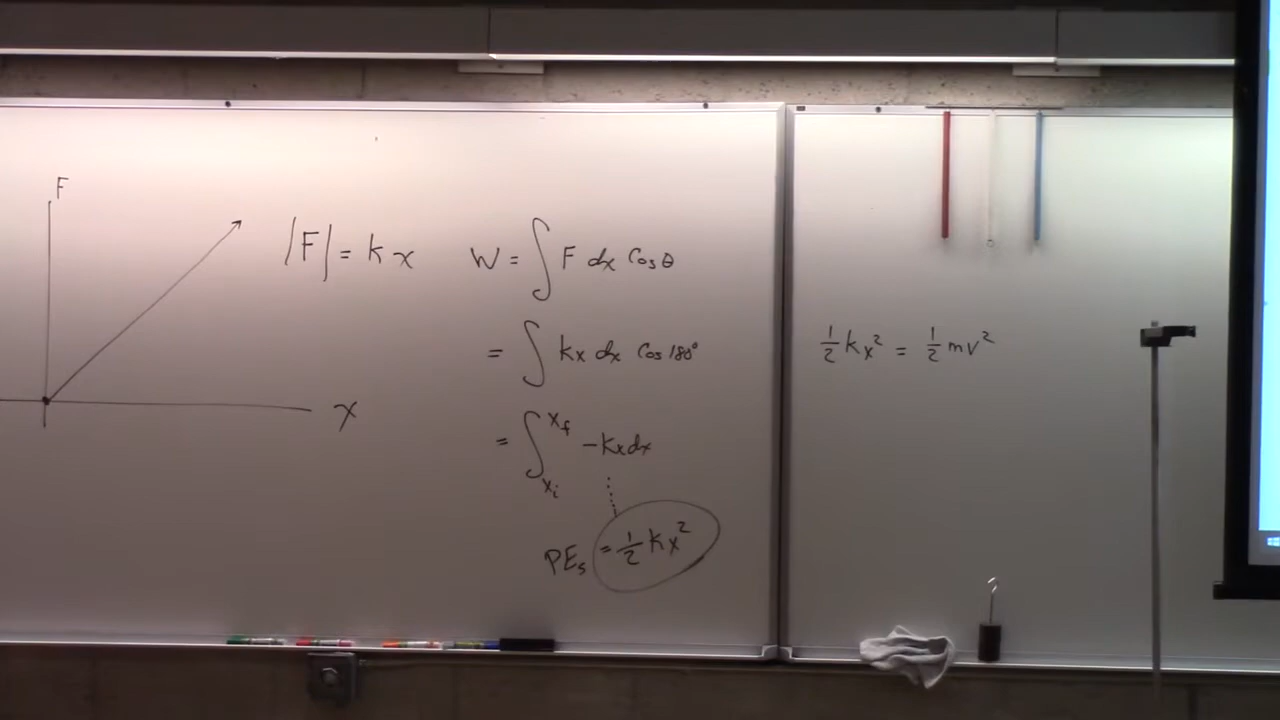 F
|F| = kx
x
W = ∫ F dx Cos θ
= ∫ kx dx Cos 180°
= ∫_{x_i}^{x_f} -kx dx
PE_s = ½ kx²
½ kx² = ½ mv²